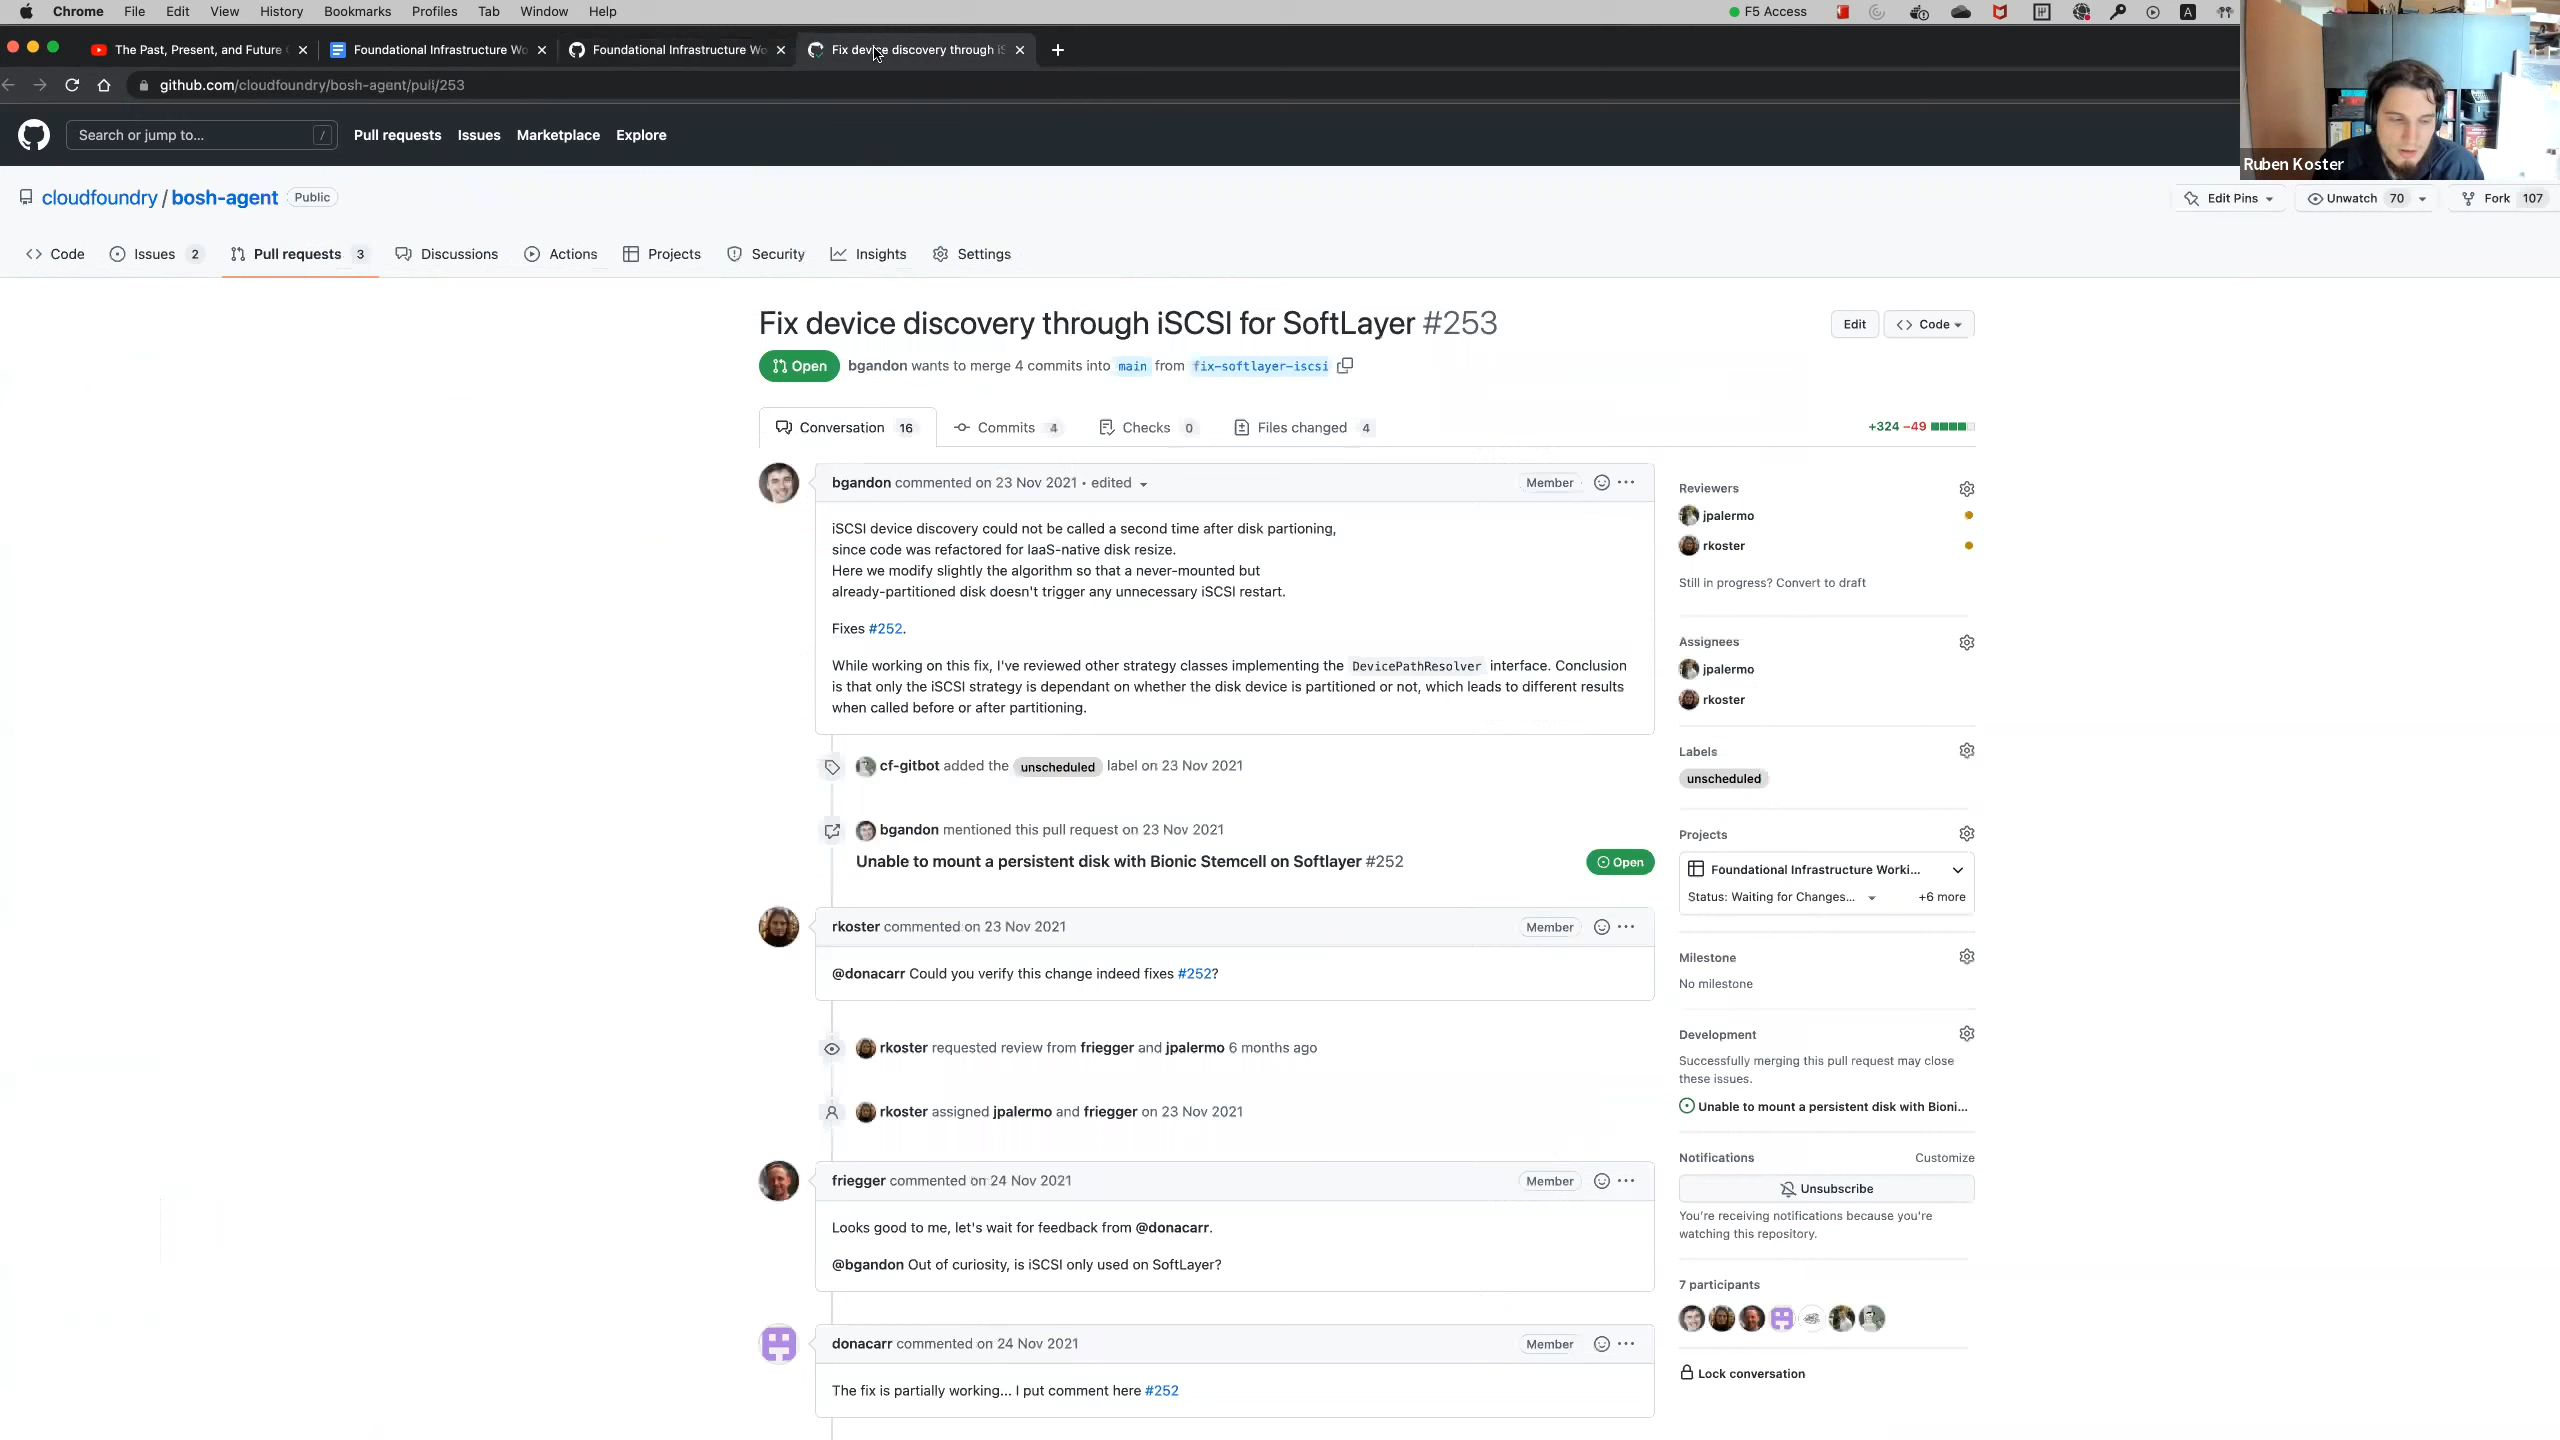 Chrome File Edit View History Bookmarks Profiles Tab Window Help
F5 Access
The Past, Present, and Future
Foundational Infrastructure Wo
Foundational Infrastructure Wo
Fix device discovery through iS
github.com/cloudfoundry/bosh-agent/pull/253
Search or jump to... /
Pull requests Issues Marketplace Explore
Ruben Koster
cloudfoundry / bosh-agent Public
Edit Pins Unwatch 70 Fork 107
Code Issues 2 Pull requests 3 Discussions Actions Projects Security Insights Settings
Fix device discovery through iSCSI for SoftLayer #253
Edit Code
Open bgandon wants to merge 4 commits into main from fix-softlayer-iscsi
Conversation 16 Commits 4 Checks 0 Files changed 4
+324 −49
bgandon commented on 23 Nov 2021 • edited Member
iSCSI device discovery could not be called a second time after disk partioning,
since code was refactored for IaaS-native disk resize.
Here we modify slightly the algorithm so that a never-mounted but
already-partitioned disk doesn't trigger any unnecessary iSCSI restart.
Fixes #252.
While working on this fix, I've reviewed other strategy classes implementing the DevicePathResolver interface. Conclusion
is that only the iSCSI strategy is dependant on whether the disk device is partitioned or not, which leads to different results
when called before or after partitioning.
cf-gitbot added the unscheduled label on 23 Nov 2021
bgandon mentioned this pull request on 23 Nov 2021
Unable to mount a persistent disk with Bionic Stemcell on Softlayer #252
Open
rkoster commented on 23 Nov 2021 Member
@donacarr Could you verify this change indeed fixes #252?
rkoster requested review from friegger and jpalermo 6 months ago
rkoster assigned jpalermo and friegger on 23 Nov 2021
friegger commented on 24 Nov 2021 Member
Looks good to me, let's wait for feedback from @donacarr.
@bgandon Out of curiosity, is iSCSI only used on SoftLayer?
donacarr commented on 24 Nov 2021 Member
The fix is partially working... I put comment here #252
Reviewers
jpalermo
rkoster
Still in progress? Convert to draft
Assignees
jpalermo
rkoster
Labels
unscheduled
Projects
Foundational Infrastructure Worki...
Status: Waiting for Changes... +6 more
Milestone
No milestone
Development
Successfully merging this pull request may close
these issues.
Unable to mount a persistent disk with Bioni...
Notifications Customize
Unsubscribe
You're receiving notifications because you're
watching this repository.
7 participants
Lock conversation